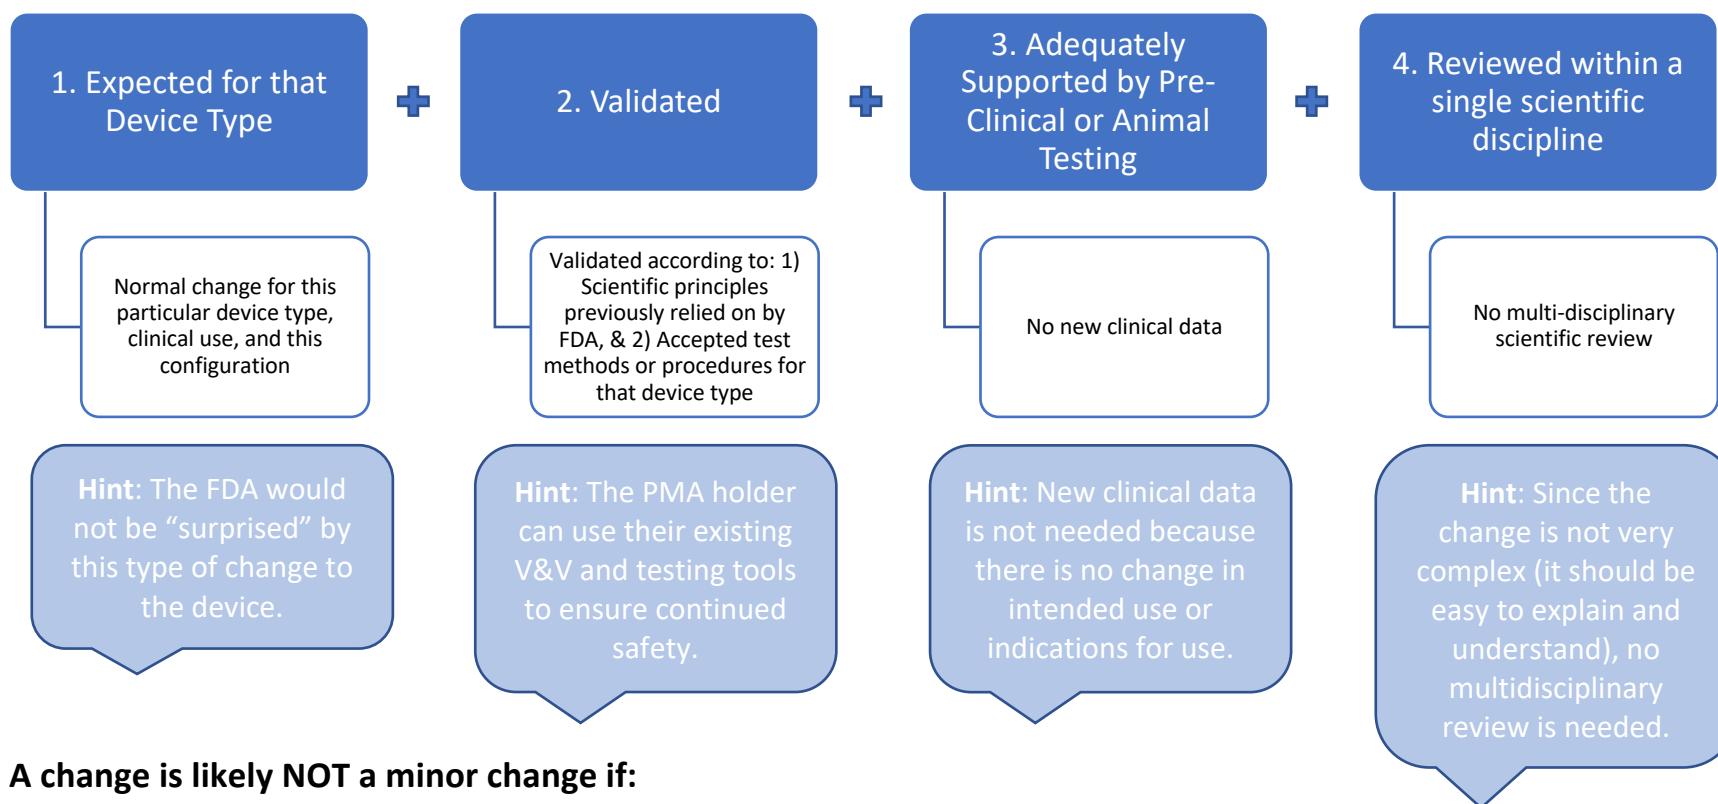 1. Expected for that
Device Type
2. Validated
3. Adequately
Supported by Pre-
Clinical or Animal
Testing
4. Reviewed within a
single scientific
discipline
Normal change for this
particular device type,
clinical use, and this
configuration
Validated according to: 1)
Scientific principles
previously relied on by
FDA, & 2) Accepted test
methods or procedures for
that device type
No new clinical data
No multi-disciplinary
scientific review
Hint: The FDA would
not be “surprised” by
this type of change to
the device.
Hint: The PMA holder
can use their existing
V&V and testing tools
to ensure continued
safety.
Hint: New clinical data
is not needed because
there is no change in
intended use or
indications for use.
Hint: Since the
change is not very
complex (it should be
easy to explain and
understand), no
multidisciplinary
review is needed.
A change is likely NOT a minor change if: